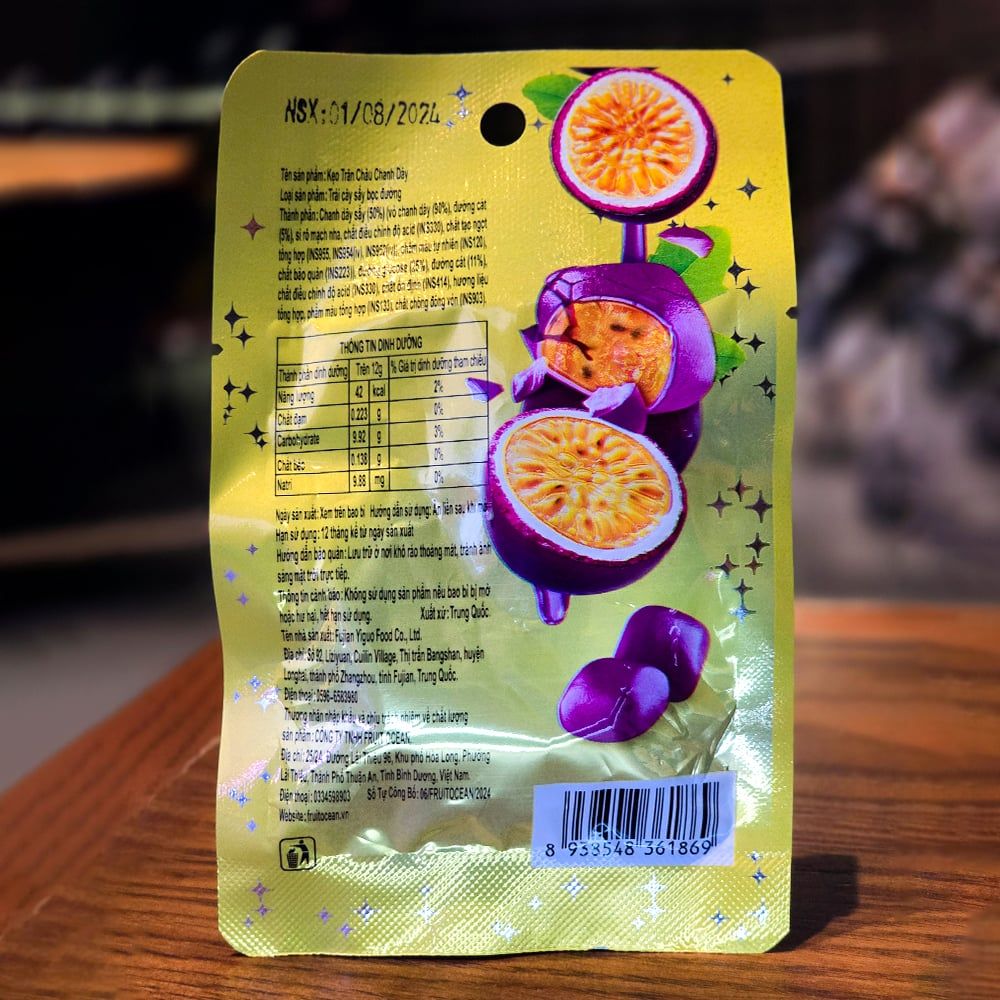 NSX:01/08/2024
Tên sản phẩm: Kẹo Trân Châu Chanh Dây
Loại sản phẩm: Trái cây sấy bọc đường
Thành phần: Chanh dây sấy (50%) (vỏ chanh dây (90%), đường cát
(5%), si rô mạch nha, chất điều chỉnh độ acid (INS330), chất tạo ngọt
tổng hợp (INS955, INS954(iv), chất màu tự nhiên (INS120),
chất bảo quản (INS223)), đường glucose (35%), đường cát (11%),
chất điều chỉnh độ acid (INS330), chất ổn định (INS414), hương liệu
tổng hợp, phẩm màu tổng hợp (INS133), chất chống đông vón (INS903).
THÔNG TIN DINH DƯỠNG
Thành phần dinh dưỡng Trên 12g % Giá trị dinh dưỡng tham chiếu
Năng lượng 42 kcal 2%
Chất đạm 0.223 g 0%
Carbohydrate 9.92 g 3%
Chất béo 0.138 g 0%
Natri 9.88 mg 0%
Ngày sản xuất: Xem trên bao bì Hướng dẫn sử dụng: Ăn liền sau khi mở
Hạn sử dụng: 12 tháng kể từ ngày sản xuất
Hướng dẫn bảo quản: Lưu trữ ở nơi khô ráo thoáng mát, tránh ánh
sáng mặt trời trực tiếp.
Thông tin cảnh báo: Không sử dụng sản phẩm nếu bao bì bị mở
hoặc hư hại, hết hạn sử dụng. Xuất xứ: Trung Quốc.
Tên nhà sản xuất: Fujian Yiguo Food Co., Ltd.
Địa chỉ: Số 92, Liziyuan, Cuilin Village, Thị trấn Bangshan, huyện
Longhai, thành phố Zhangzhou, tỉnh Fujian, Trung Quốc.
Điện thoại: 0596-6583980
Thương nhân nhập khẩu và chịu trách nhiệm về chất lượng
sản phẩm: CÔNG TY TNHH FRUIT OCEAN.
Địa chỉ: 25/24, Đường Lái Thiêu 96, Khu phố Hòa Long, Phường
Lái Thiêu, Thành Phố Thuận An, Tỉnh Bình Dương, Việt Nam.
Điện thoại: 0334598903 Số Tự Công Bố: 06/FRUITOCEAN/2024
Website: fruitocean.vn
8 938548 361869